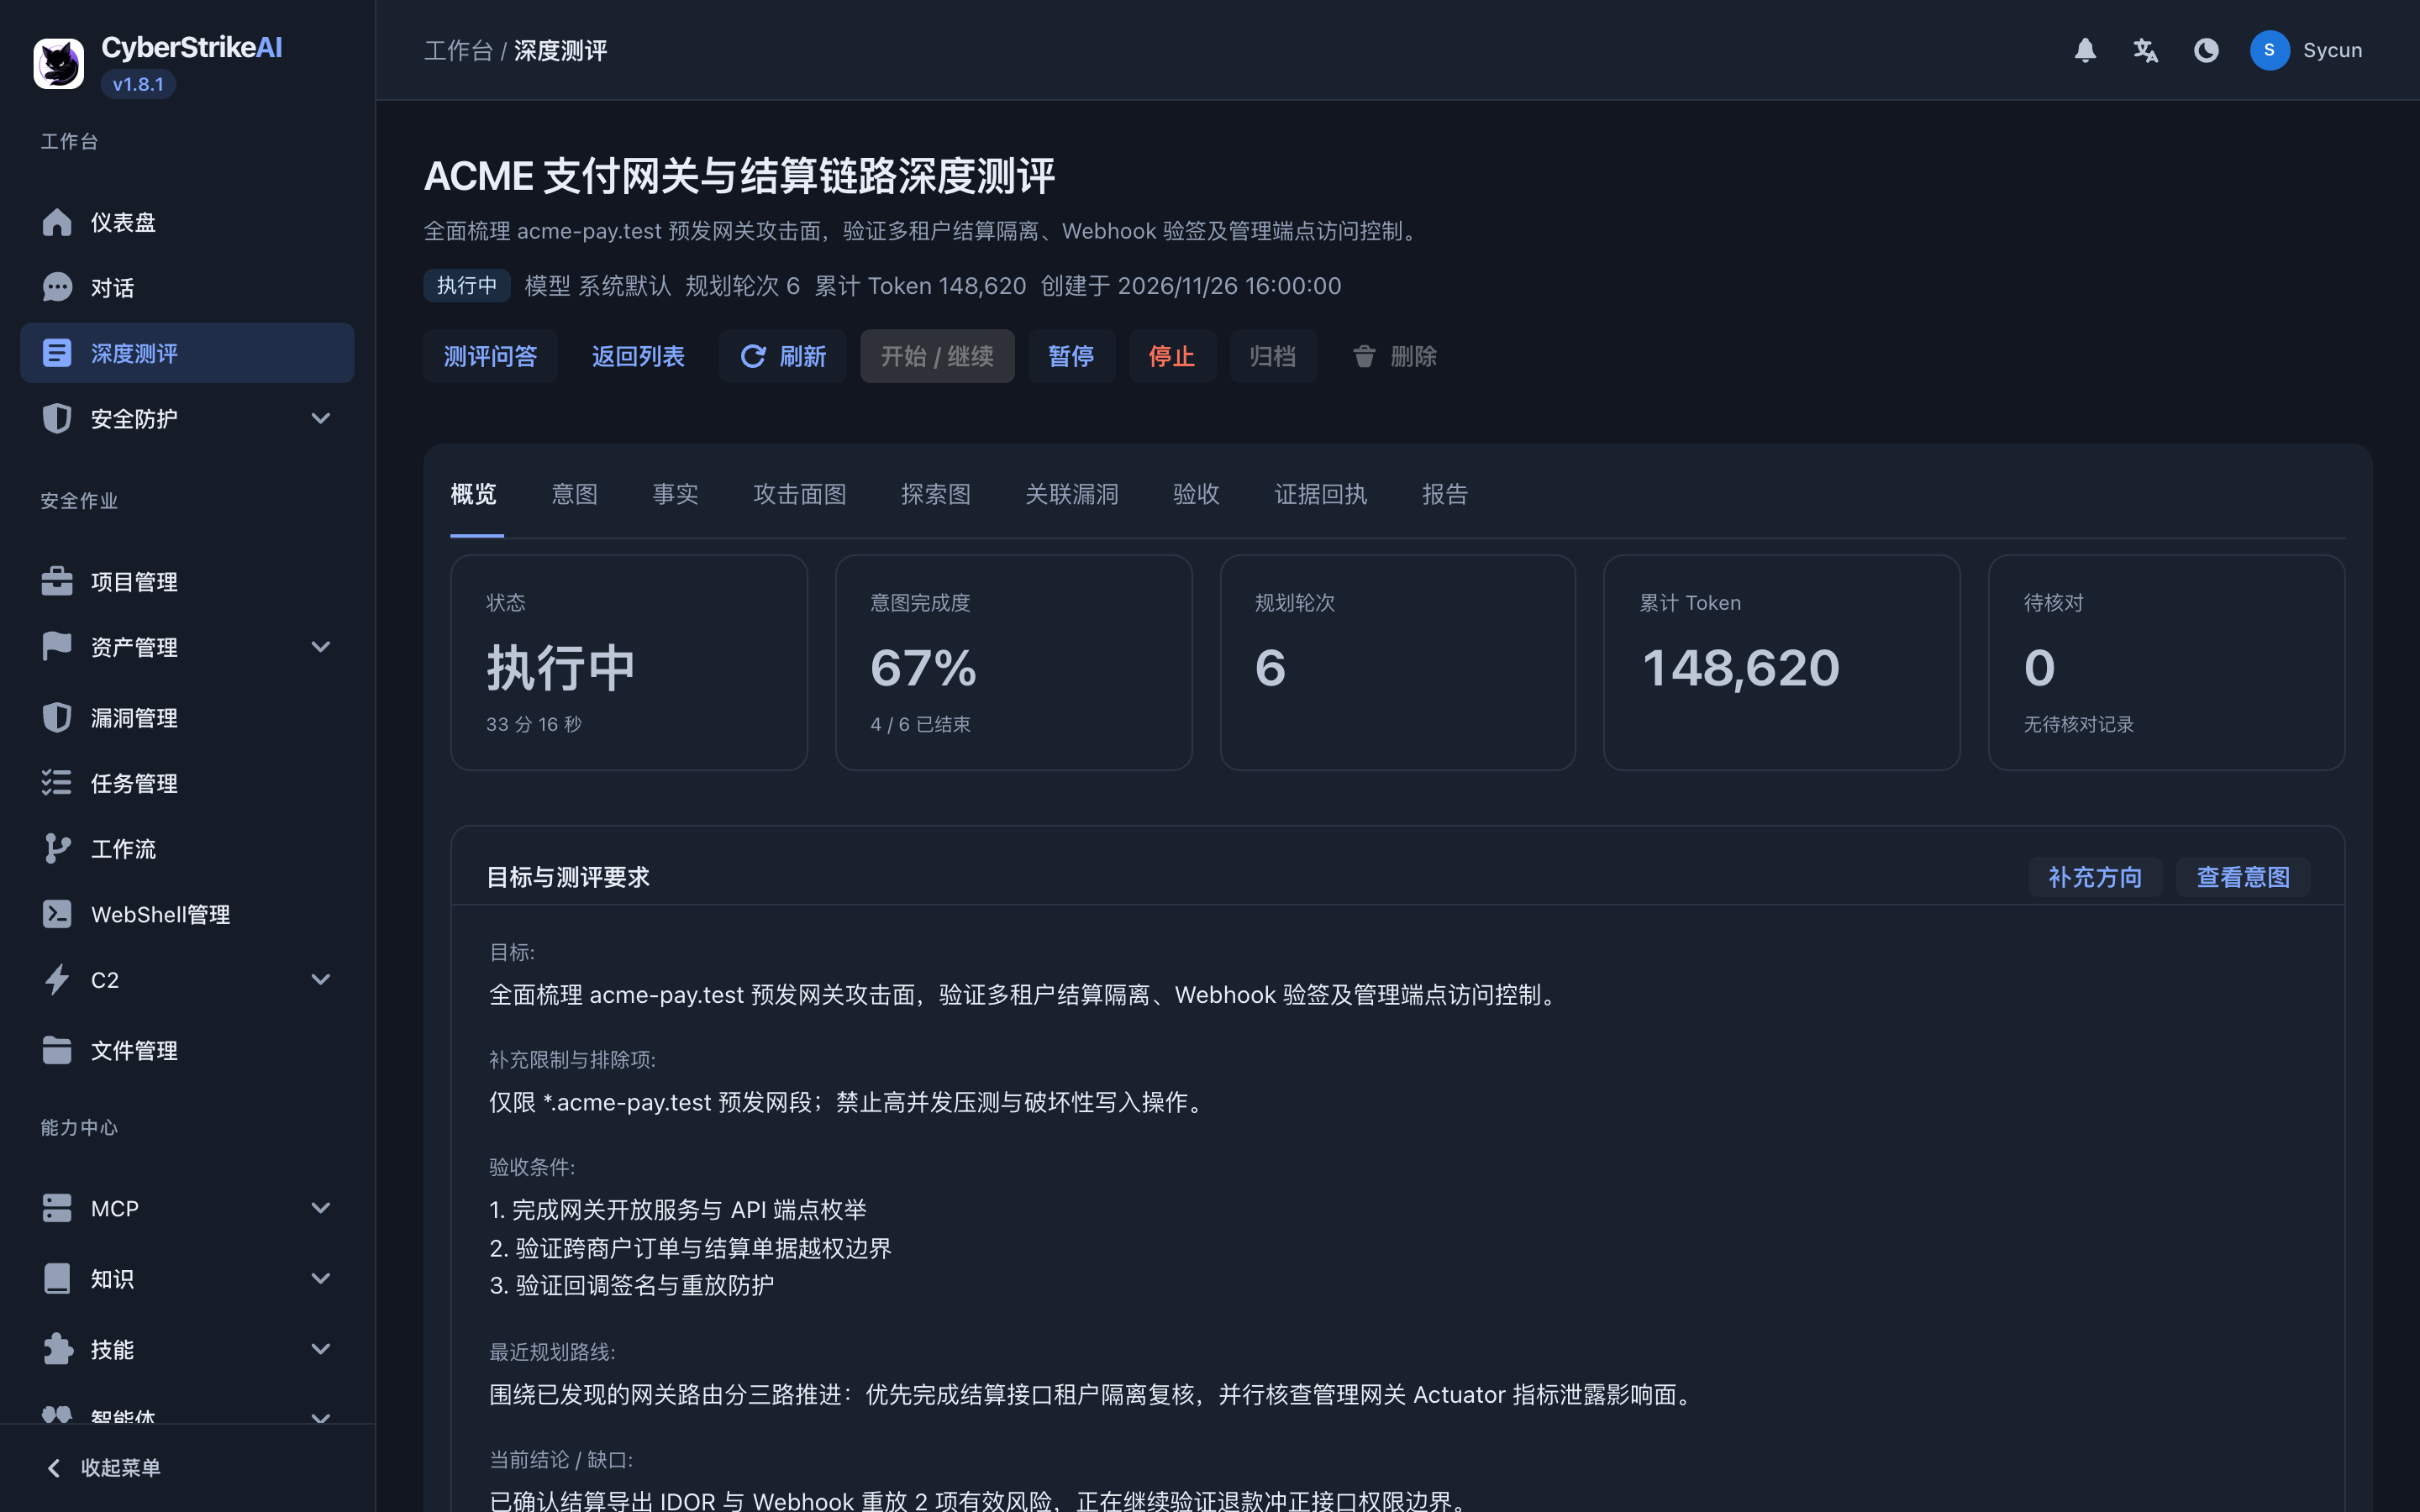 CyberStrikeAI
v1.8.1
工作台
仪表盘
对话
深度测评
安全防护
安全作业
项目管理
资产管理
漏洞管理
任务管理
工作流
WebShell管理
C2
文件管理
能力中心
MCP
知识
技能
智能体
收起菜单
工作台 / 深度测评
S Sycun
ACME 支付网关与结算链路深度测评
全面梳理 acme-pay.test 预发网关攻击面，验证多租户结算隔离、Webhook 验签及管理端点访问控制。
执行中 模型 系统默认 规划轮次 6 累计 Token 148,620 创建于 2026/11/26 16:00:00
测评问答 返回列表 刷新 开始 / 继续 暂停 停止 归档 删除
概览 意图 事实 攻击面图 探索图 关联漏洞 验收 证据回执 报告
状态
执行中
33 分 16 秒
意图完成度
67%
4 / 6 已结束
规划轮次
6
累计 Token
148,620
待核对
0
无待核对记录
目标与测评要求 补充方向 查看意图
目标:
全面梳理 acme-pay.test 预发网关攻击面，验证多租户结算隔离、Webhook 验签及管理端点访问控制。
补充限制与排除项:
仅限 *.acme-pay.test 预发网段；禁止高并发压测与破坏性写入操作。
验收条件:
1. 完成网关开放服务与 API 端点枚举
2. 验证跨商户订单与结算单据越权边界
3. 验证回调签名与重放防护
最近规划路线:
围绕已发现的网关路由分三路推进：优先完成结算接口租户隔离复核，并行核查管理网关 Actuator 指标泄露影响面。
当前结论 / 缺口:
已确认结算导出 IDOR 与 Webhook 重放 2 项有效风险，正在继续验证退款冲正接口权限边界。